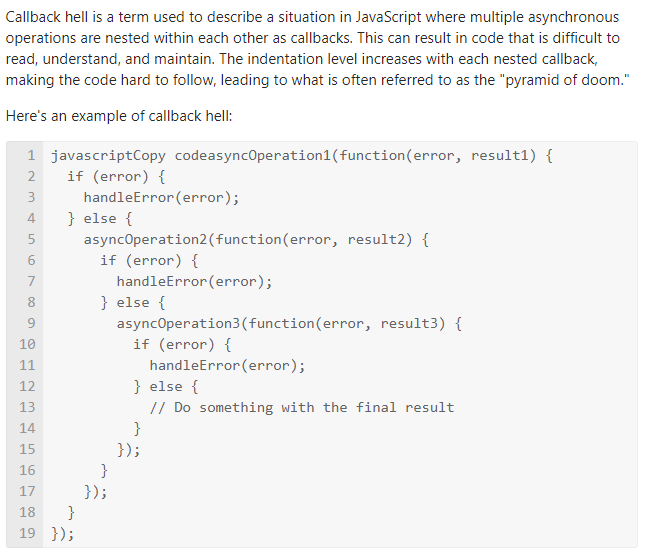 Callback hell is a term used to describe a situation in JavaScript where multiple asynchronous
operations are nested within each other as callbacks. This can result in code that is difficult to
read, understand, and maintain. The indentation level increases with each nested callback,
making the code hard to follow, leading to what is often referred to as the "pyramid of doom."
Here's an example of callback hell:
1 javascriptCopy codeasyncOperation1(function(error, result1) {
2   if (error) {
3     handleError(error);
4   } else {
5     asyncOperation2(function(error, result2) {
6       if (error) {
7         handleError(error);
8       } else {
9         asyncOperation3(function(error, result3) {
10           if (error) {
11             handleError(error);
12           } else {
13             // Do something with the final result
14           }
15         });
16       }
17     });
18   }
19 });